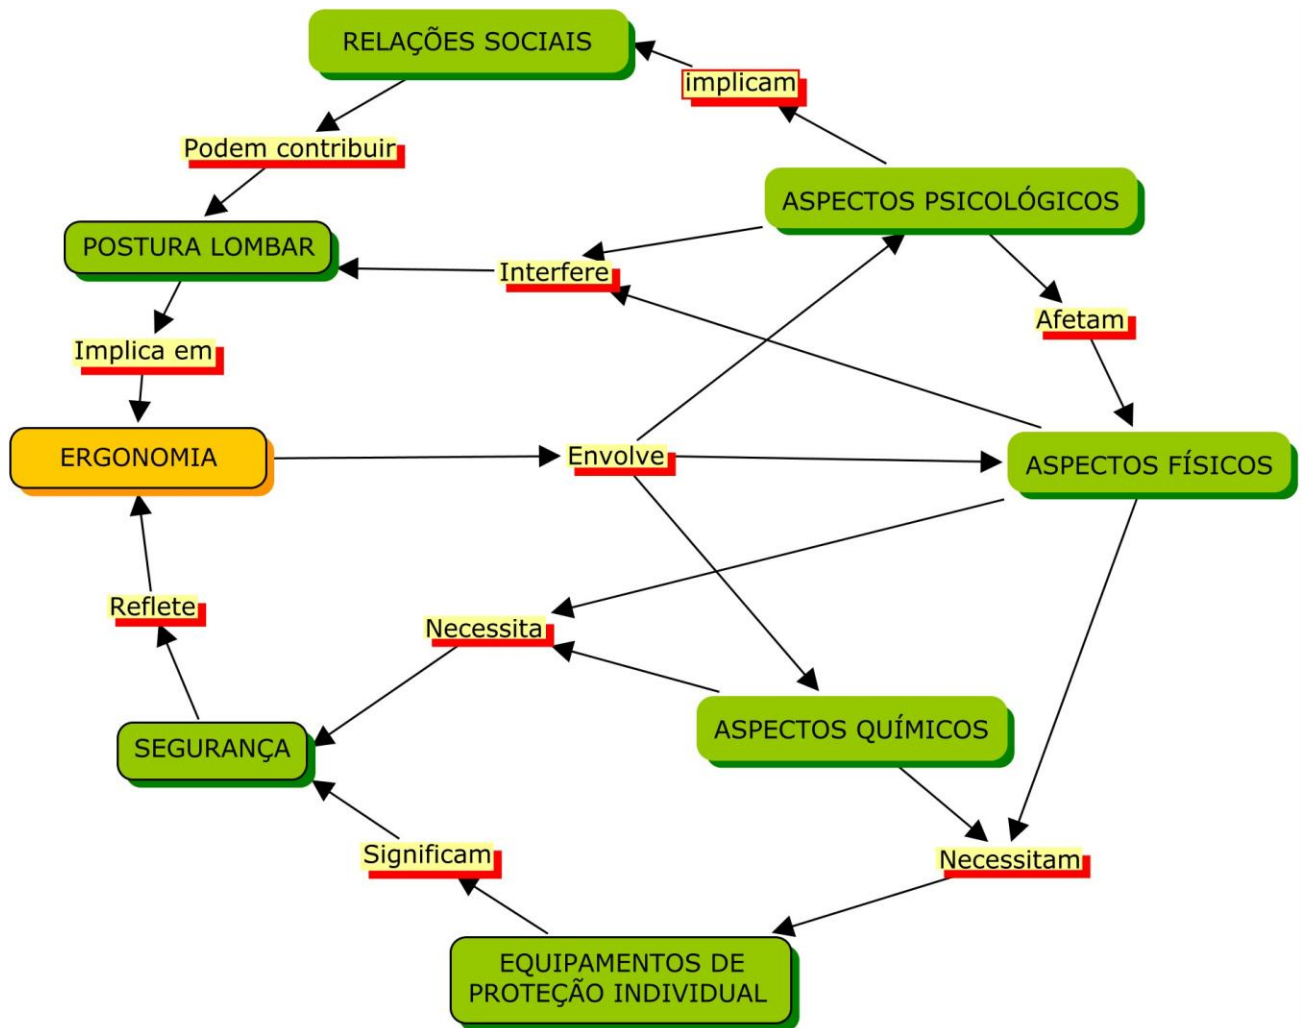 RELAÇÕES SOCIAIS
implicam
Podem contribuir
ASPECTOS PSICOLÓGICOS
POSTURA LOMBAR
Interfere
Afetam
Implica em
ERGONOMIA
Envolve
ASPECTOS FÍSICOS
Reflete
Necessita
ASPECTOS QUÍMICOS
SEGURANÇA
Significam
Necessitam
EQUIPAMENTOS DE
PROTEÇÃO INDIVIDUAL